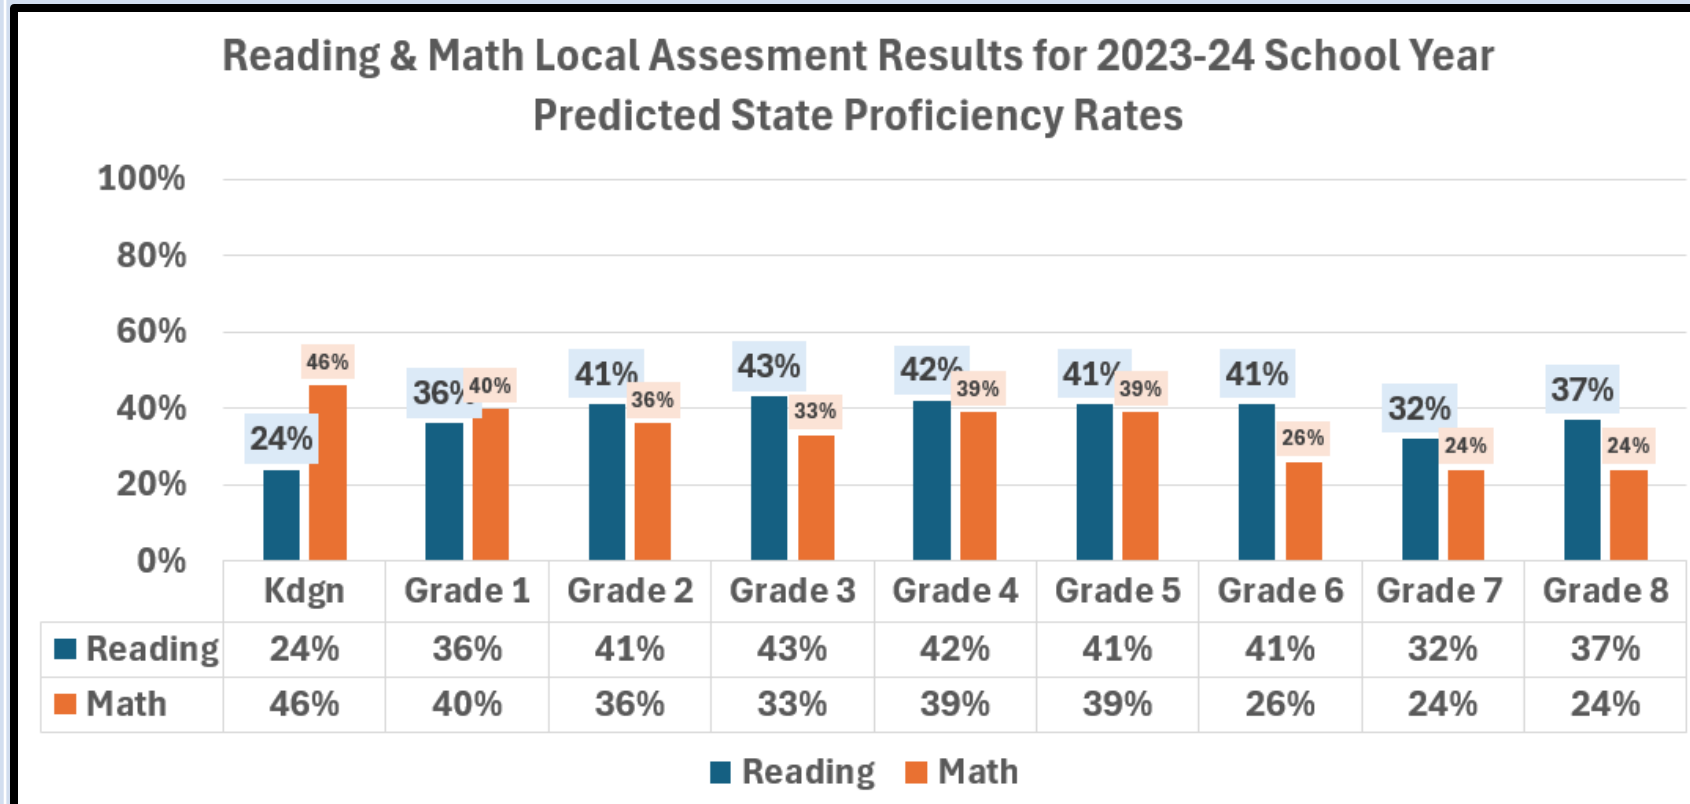 Reading & Math Local Assesment Results for 2023-24 School Year
Predicted State Proficiency Rates
100%
80%
60%
40%
20%
0%
24% 46% 36% 40% 41% 36% 43% 33% 42% 39% 41% 39% 41% 26% 32% 24% 37% 24%
Kdgn Grade 1 Grade 2 Grade 3 Grade 4 Grade 5 Grade 6 Grade 7 Grade 8
Reading 24% 36% 41% 43% 42% 41% 41% 32% 37%
Math 46% 40% 36% 33% 39% 39% 26% 24% 24%
Reading Math